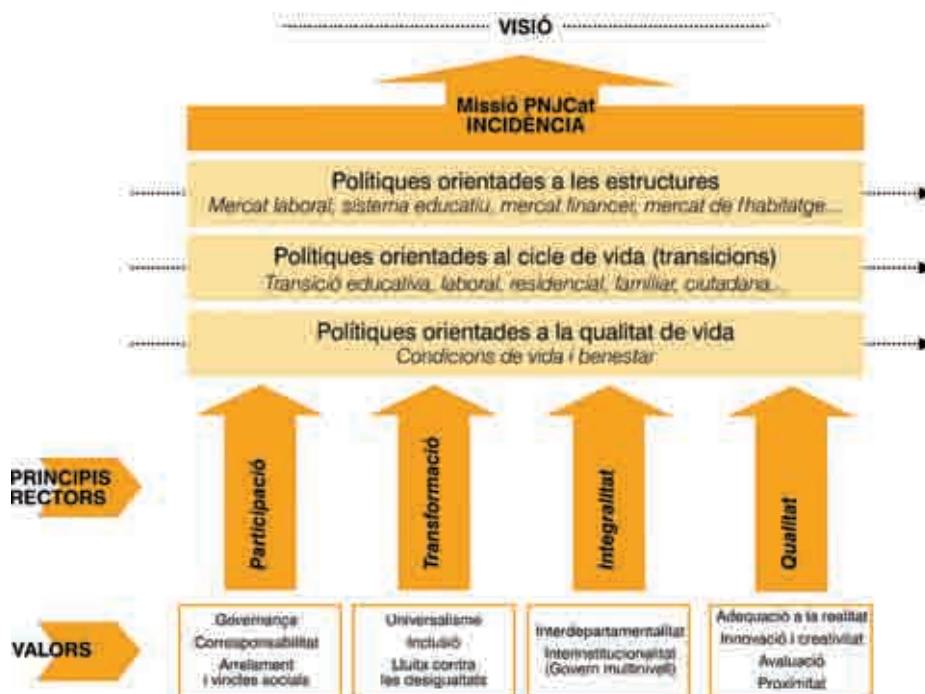 VISIÓ
Missió PNJCat
INCIDÈNCIA
Polítiques orientades a les estructures
Mercat laboral, sistema educatiu, mercat financer, mercat de l'habitatge...
Polítiques orientades al cicle de vida (transicions)
Transició educativa, laboral, residencial, familiar, ciutadana...
Polítiques orientades a la qualitat de vida
Condicions de vida i benestar
PRINCIPIS
RECTORS
Participació
Transformació
Integralitat
Qualitat
VALORS
Governança
Corresponsabilitat
Arrelament
i vincles socials
Universalisme
Inclusió
Lluita contra
les desigualtats
Interdepartamentalitat
Interinstitucionalitat
(Govern multinivell)
Adequació a la realitat
Innovació i creativitat
Avaluació
Proximitat